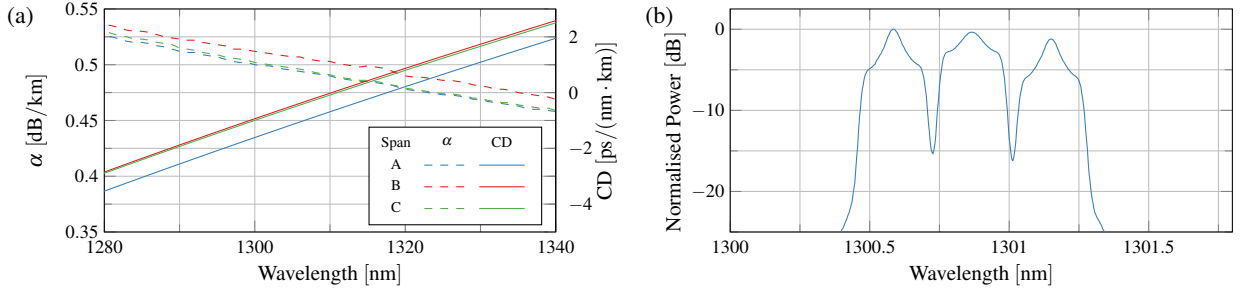 (a)
0.55
0.5
0.45
0.4
0.35
α [dB/km]
1280
1300
1320
1340
Wavelength [nm]
2
0
−2
−4
CD [ps/(nm · km)]
Span α CD
A
B
C
(b)
0
−10
−20
Normalised Power [dB]
1300
1300.5
1301
1301.5
Wavelength [nm]